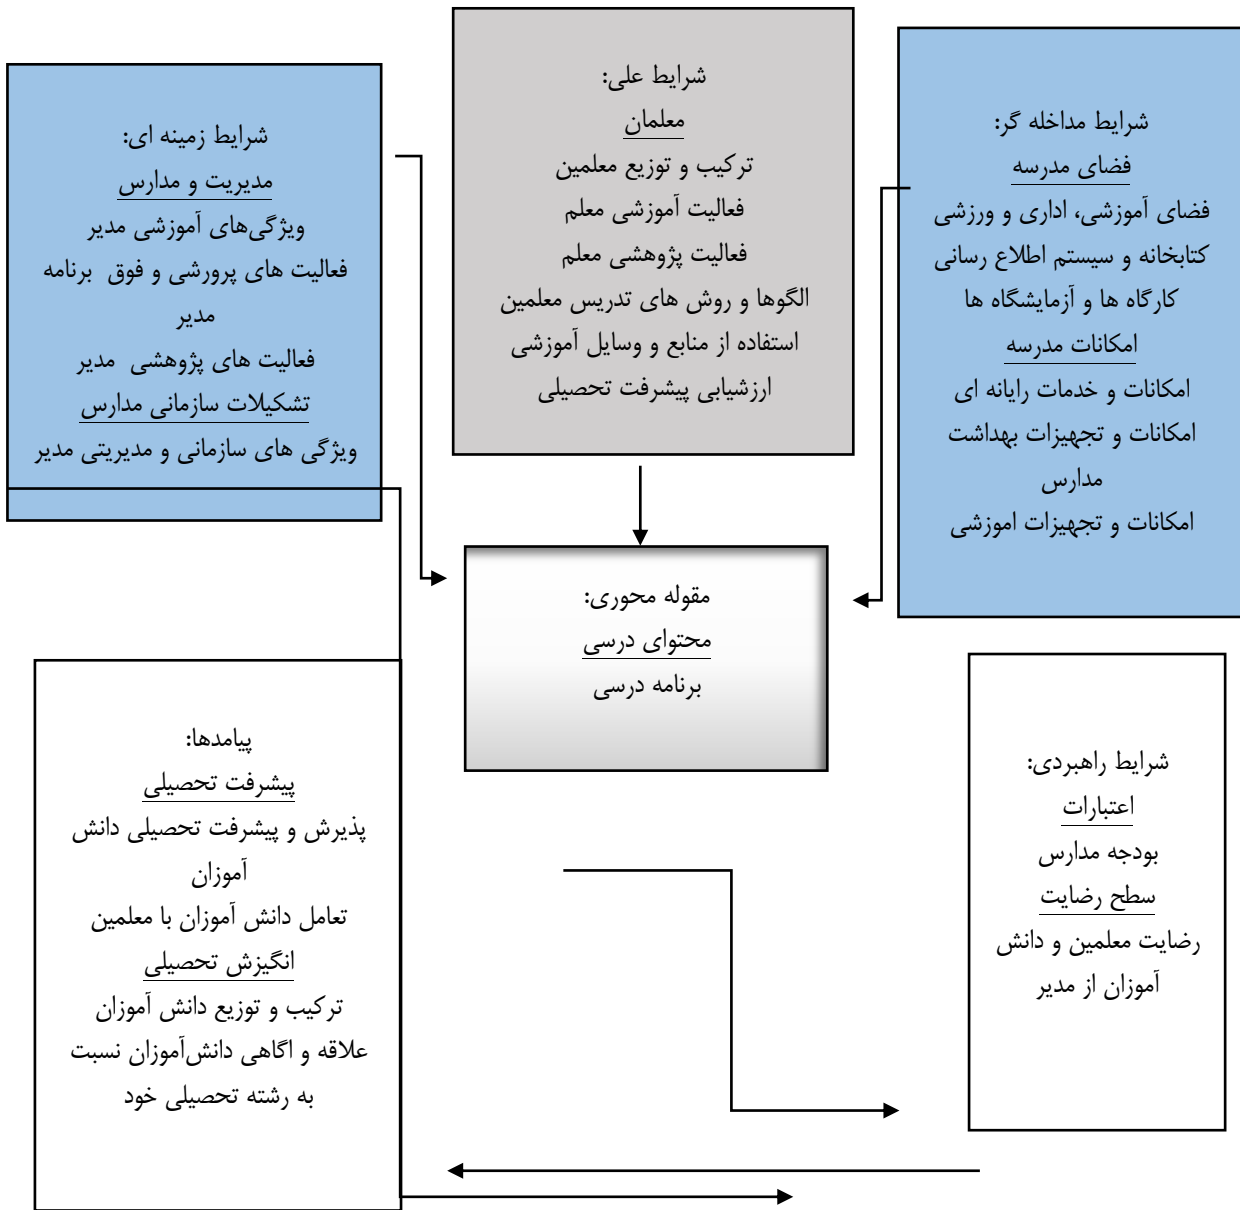 شرایط مداخله گر:
فضای مدرسه
فضای آموزشی، اداری و ورزشی
کتابخانه و سیستم اطلاع رسانی
کارگاه ها و آزمایشگاه ها
امکانات مدرسه
امکانات و خدمات رایانه ای
امکانات و تجهیزات بهداشت
مدارس
امکانات و تجهیزات اموزشی
شرایط علی:
معلمان
ترکیب و توزیع معلمین
فعالیت آموزشی معلم
فعالیت پژوهشی معلم
الگوها و روش های تدریس معلمین
استفاده از منابع و وسایل آموزشی
ارزشیابی پیشرفت تحصیلی
شرایط زمینه ای:
مدیریت و مدارس
ویژگی‌های آموزشی مدیر
فعالیت های پرورشی و فوق برنامه
مدیر
فعالیت های پژوهشی مدیر
تشکیلات سازمانی مدارس
ویژگی های سازمانی و مدیریتی مدیر
مقوله محوری:
محتوای درسی
برنامه درسی
شرایط راهبردی:
اعتبارات
بودجه مدارس
سطح رضایت
رضایت معلمین و دانش
آموزان از مدیر
پیامدها:
پیشرفت تحصیلی
پذیرش و پیشرفت تحصیلی دانش
آموزان
تعامل دانش آموزان با معلمین
انگیزش تحصیلی
ترکیب و توزیع دانش آموزان
علاقه و اگاهی دانش‌آموزان نسبت
به رشته تحصیلی خود